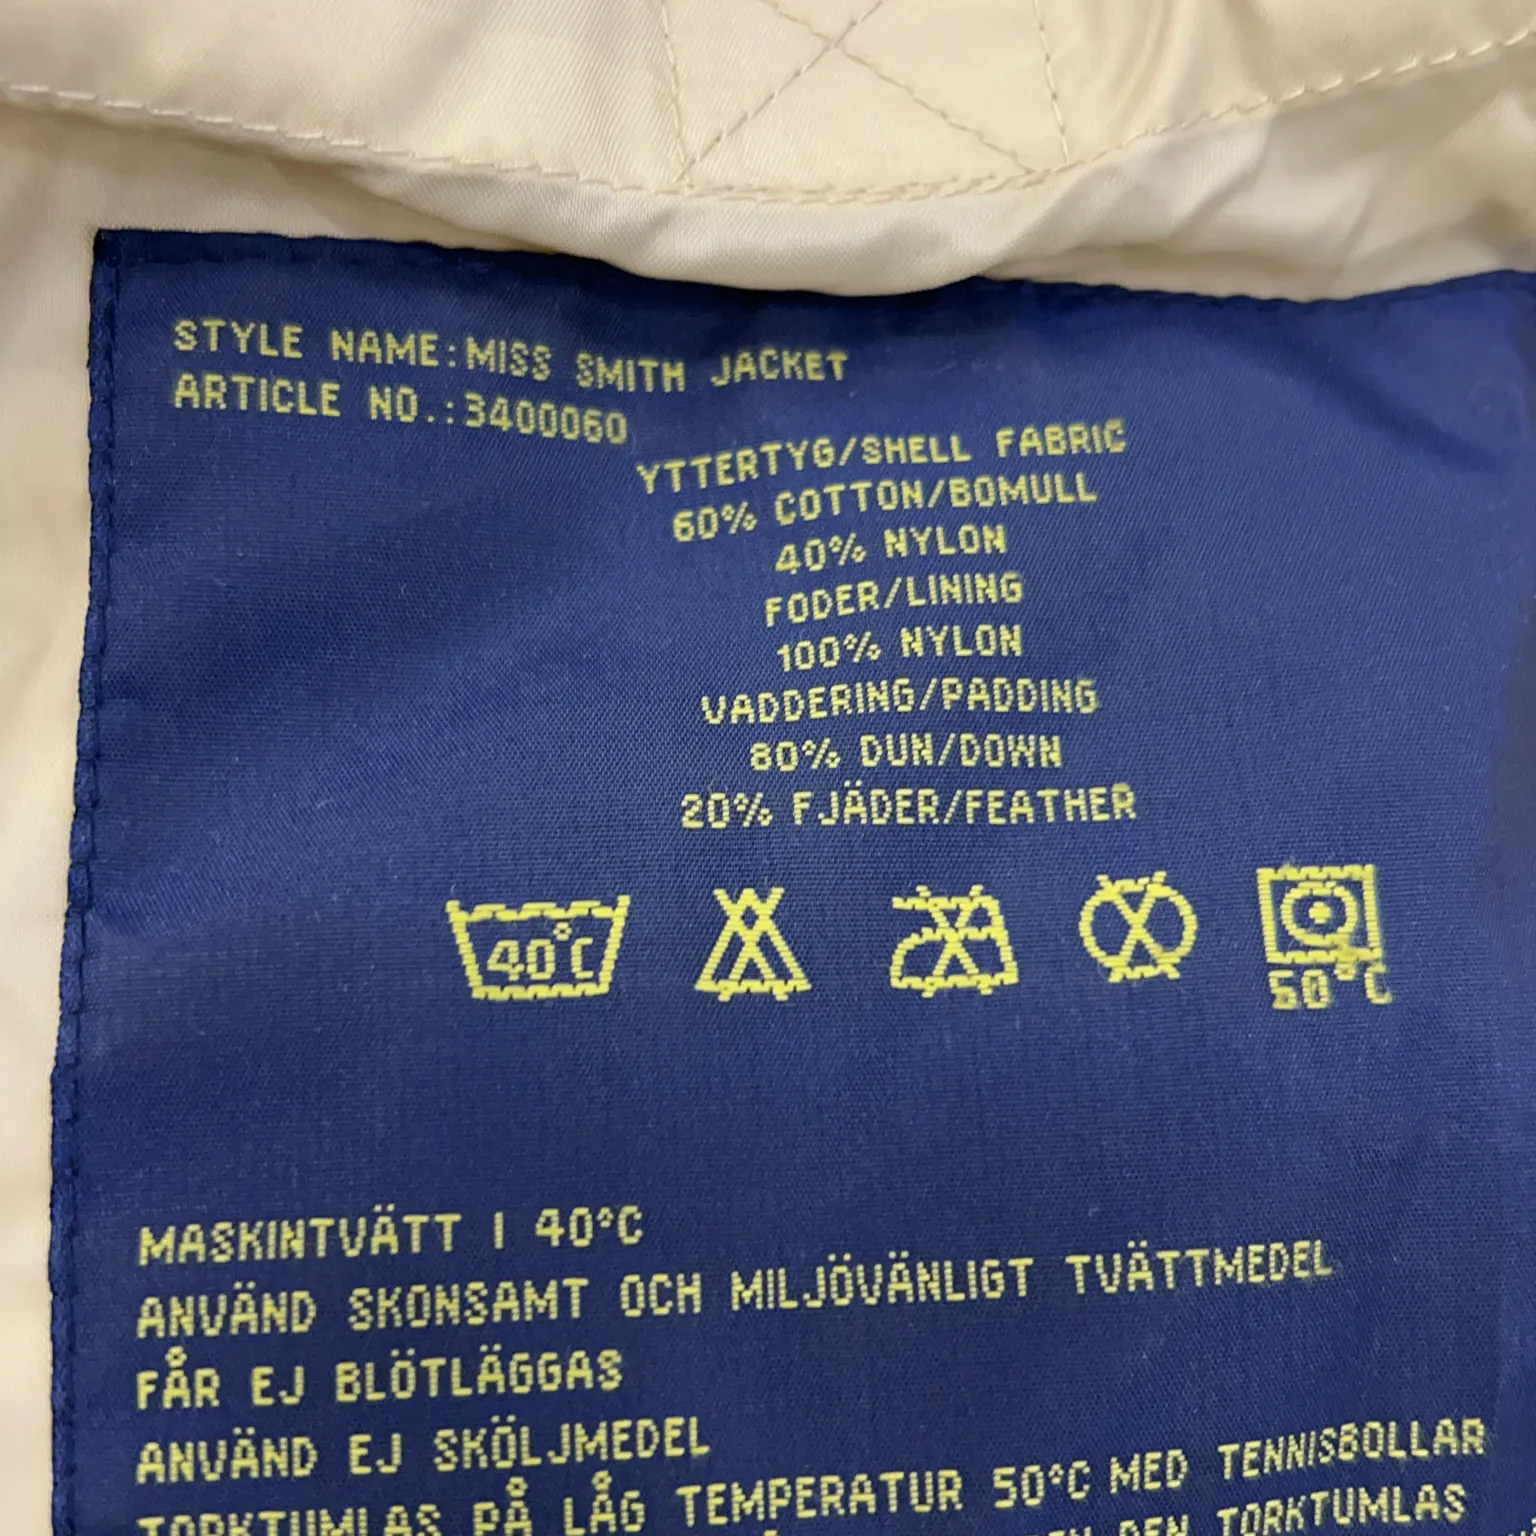 STYLE NAME:MISS SMITH JACKET
ARTICLE NO.:3400060
YTTERTYG/SHELL FABRIC
60% COTTON/BOMULL
40% NYLON
FODER/LINING
100% NYLON
VADDERING/PADDING
80% DUN/DOWN
20% FJÄDER/FEATHER
40°C
50°C
MASKINTVÄTT I 40°C
ANVÄND SKONSAMT OCH MILJÖVÄNLIGT TVÄTTMEDEL
FÅR EJ BLÖTLÄGGAS
ANVÄND EJ SKÖLJMEDEL
TORKTUMLAS PÅ LÅG TEMPERATUR 50°C MED TENNISBOLLAR
DEN TORKTUMLAS